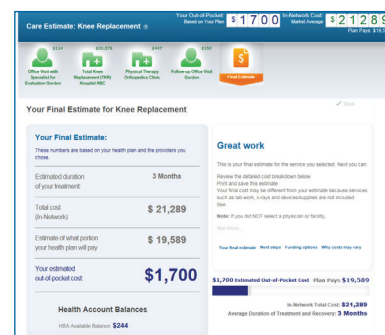 Care Estimate: Knee Replacement
Your Out-of-Pocket:
Based on Your Plan
$ 1 7 0 0
In-Network Cost:
Market Average
$ 2 1 2 8 9
Plan Pays: $19,5
$114
$20,578
$447
$150
Office Visit with Specialist for Evaluation Gordon
Total Knee Replacement (TKR) Hospital ABC
Physical Therapy Orthopedics Clinic
Follow-up Office Visit Gordon
Final Estimate
Your Final Estimate for Knee Replacement
Save
Your Final Estimate:
These numbers are based on your health plan and the providers you
chose.
Estimated duration
of your treatment
3 Months
Total cost
(In-Network)
$ 21,289
Estimate of what portion
your health plan will pay
$ 19,589
Your estimated
out-of-pocket cost
$1,700
Health Account Balances
HSA Available Balance $244
Great work
This is your final estimate for the service you selected. Next you can:
Review the detailed cost breakdown below
Print and save this estimate
Your final cost may be different from your estimate because services
such as lab work, x-rays and devices/supplies are not included
Note: If you did NOT select a physician or facility,
See More...
Your final estimate
Next steps
Funding options
Why costs may vary
$1,700 Estimated Out-of-Pocket Cost
Plan Pays $19,589
In-Network Total Cost: $21,289
Average Duration of Treatment and Recovery: 3 Months